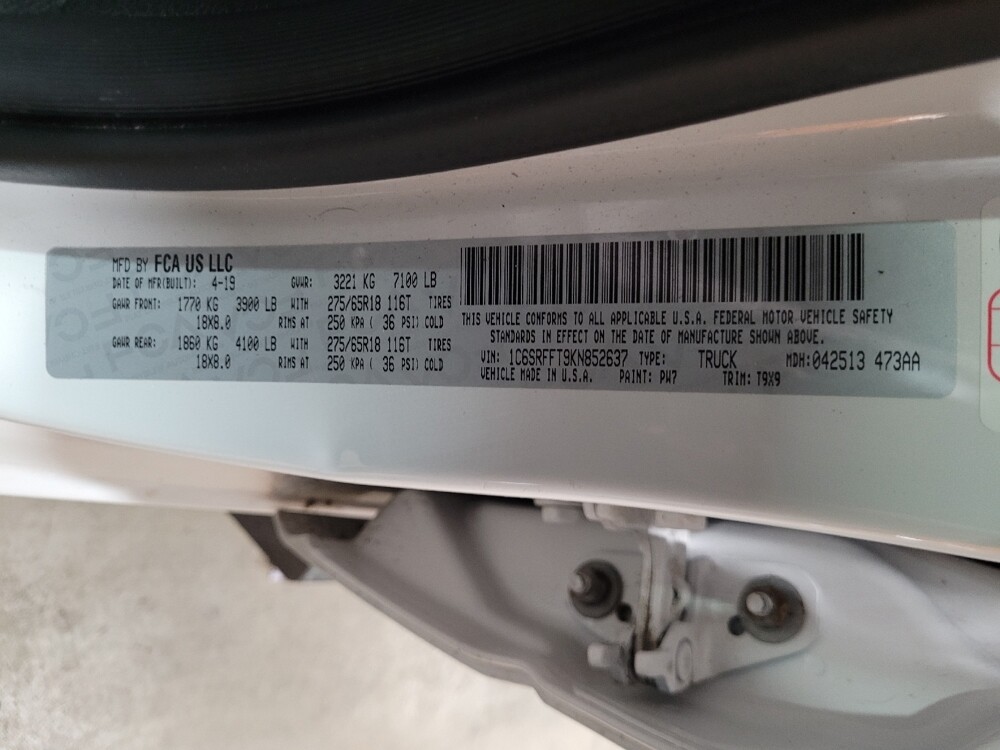 MFD BY FCA US LLC
DATE OF MFR(BUILT): 4-19 GVWR: 3221 KG 7100 LB
GAWR FRONT: 1770 KG 3900 LB WITH 275/65R18 116T TIRES
18X8.0 RIMS AT 250 KPA ( 36 PSI) COLD
GAWR REAR: 1860 KG 4100 LB WITH 275/65R18 116T TIRES
18X8.0 RIMS AT 250 KPA ( 36 PSI) COLD
THIS VEHICLE CONFORMS TO ALL APPLICABLE U.S.A. FEDERAL MOTOR VEHICLE SAFETY
STANDARDS IN EFFECT ON THE DATE OF MANUFACTURE SHOWN ABOVE.
VIN: 1C6SRFFT9KN852637 TYPE: TRUCK MDH:042513 473AA
VEHICLE MADE IN U.S.A. PAINT: PW7 TRIM: T9X9